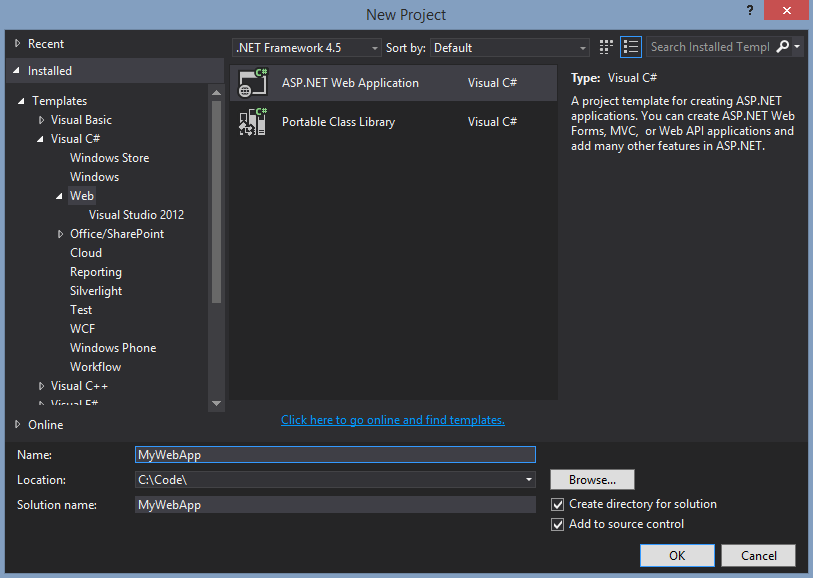 New Project
?
Recent
Installed
Templates
Visual Basic
Visual C#
Windows Store
Windows
Web
Visual Studio 2012
Office/SharePoint
Cloud
Reporting
Silverlight
Test
WCF
Windows Phone
Workflow
Visual C++
Visual F#
Online
.NET Framework 4.5 Sort by: Default
Search Installed Templ
C# ASP.NET Web Application Visual C#
C# Portable Class Library Visual C#
Click here to go online and find templates.
Type: Visual C#
A project template for creating ASP.NET
applications. You can create ASP.NET Web
Forms, MVC, or Web API applications and
add many other features in ASP.NET.
Name: MyWebApp
Location: C:\Code\ Browse...
Solution name: MyWebApp
Create directory for solution
Add to source control
OK Cancel